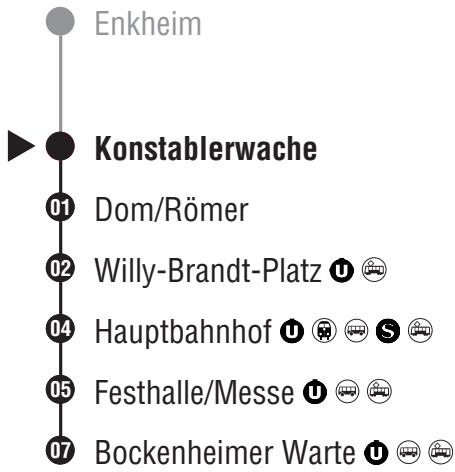 Enkheim
Konstablerwache
01 Dom/Römer
02 Willy-Brandt-Platz U
04 Hauptbahnhof U S
05 Festhalle/Messe U
07 Bockenheimer Warte U